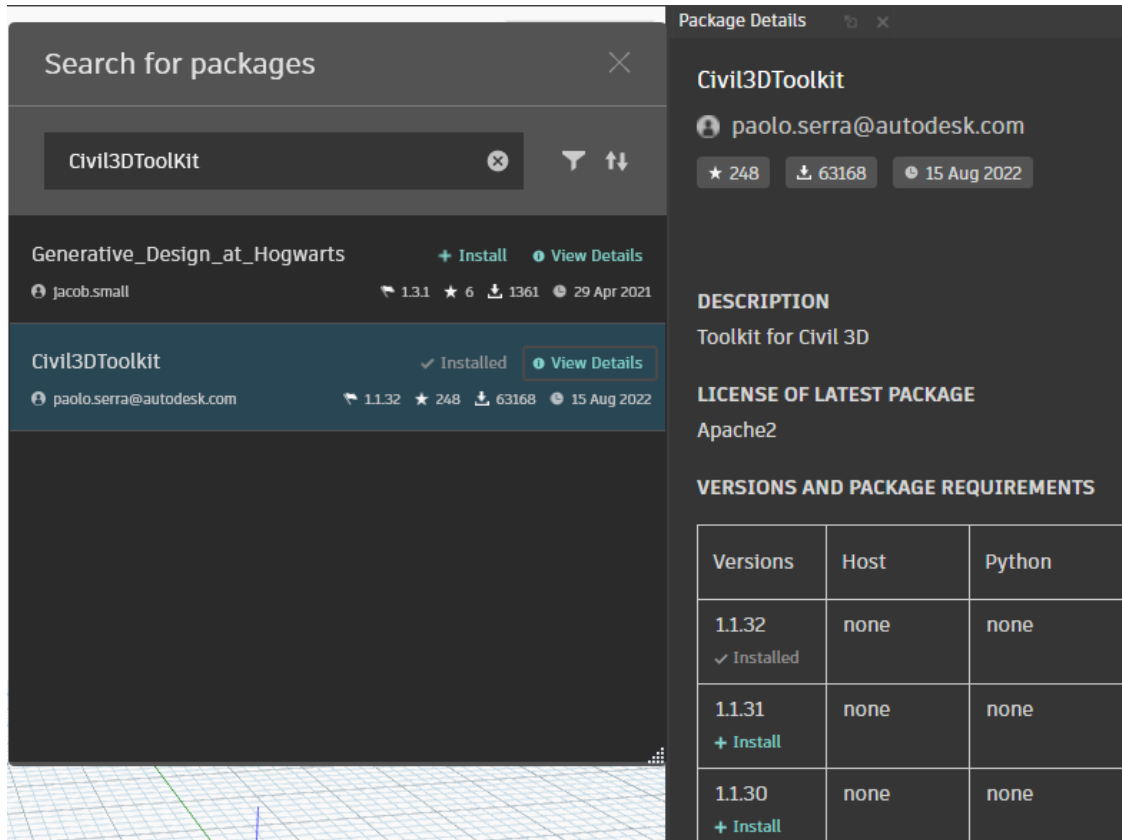 Search for packages
Civil3DToolKit
Generative_Design_at_Hogwarts + Install View Details
jacob.small 1.3.1 6 1361 29 Apr 2021
Civil3DToolkit Installed View Details
paolo.serra@autodesk.com 1.1.32 248 63168 15 Aug 2022
Package Details
Civil3DToolkit
paolo.serra@autodesk.com
248 63168 15 Aug 2022
DESCRIPTION
Toolkit for Civil 3D
LICENSE OF LATEST PACKAGE
Apache2
VERSIONS AND PACKAGE REQUIREMENTS
Versions Host Python
1.1.32 none none
Installed
1.1.31 none none
+ Install
1.1.30 none none
+ Install